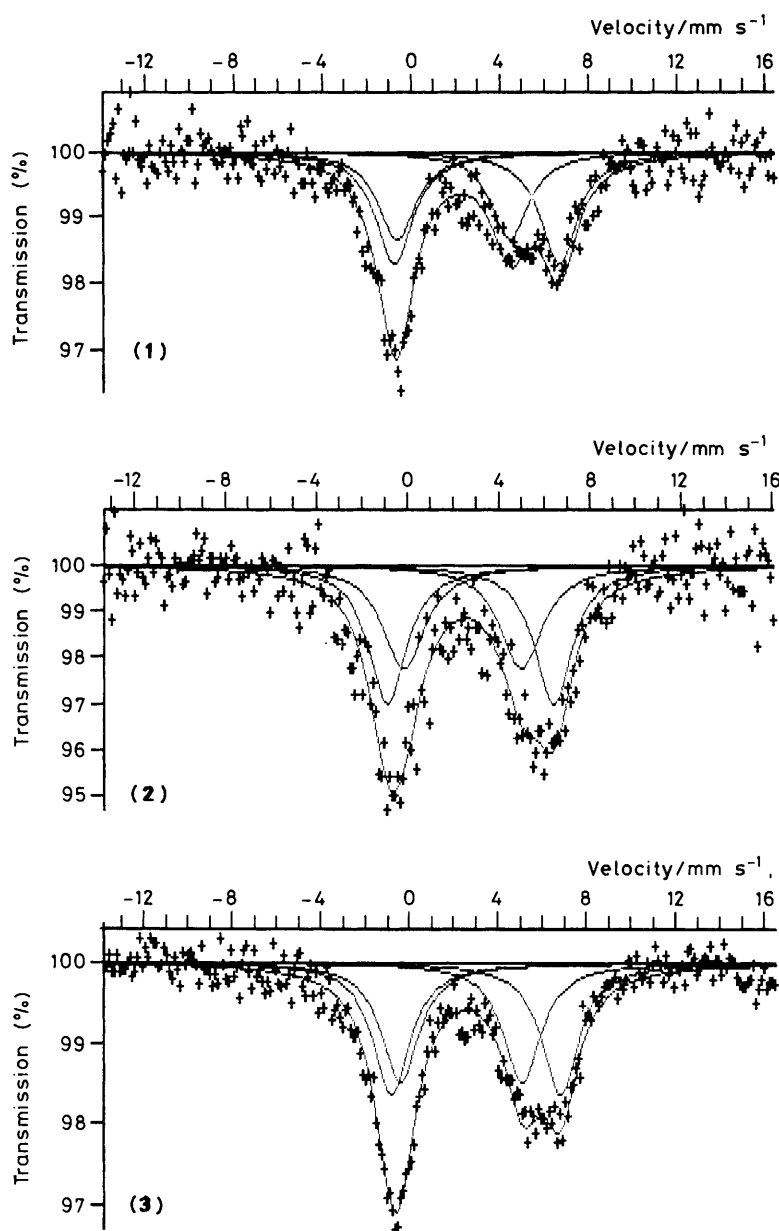 Velocity/mm s⁻¹
-12 -8 -4 0 4 8 12 16
Transmission (%)
100
99
98
97
(1)
Velocity/mm s⁻¹
-12 -8 -4 0 4 8 12 16
Transmission (%)
100
99
98
97
96
95
(2)
Velocity/mm s⁻¹.
-12 -8 -4 0 4 8 12 16
Transmission (%)
100
99
98
97
(3)